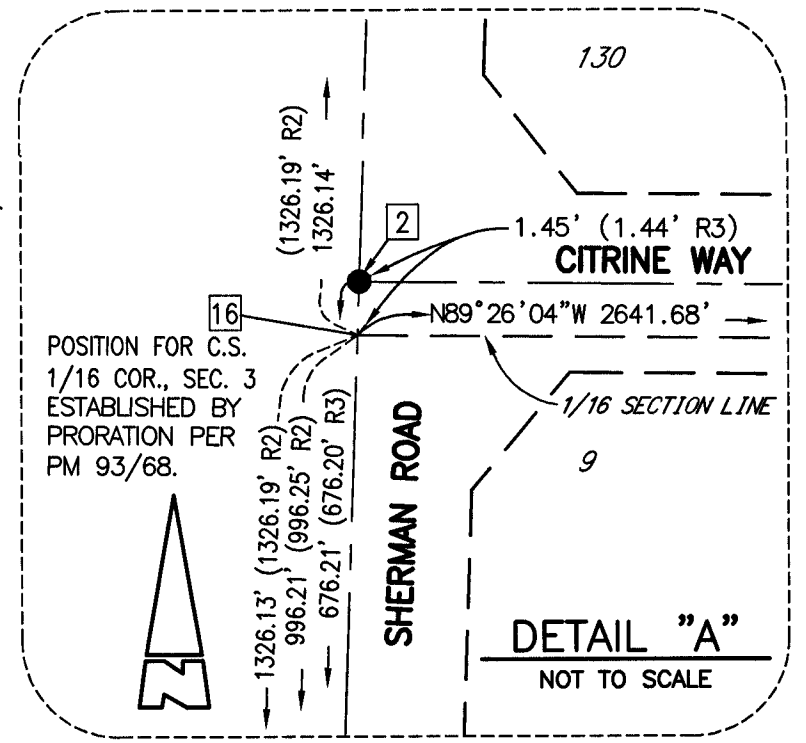 130
(1326.19' R2)
1326.14'
2
1.45' (1.44' R3)
CITRINE WAY
16
N89°26'04"W 2641.68'
POSITION FOR C.S.
1/16 COR., SEC. 3
ESTABLISHED BY
PRORATION PER
PM 93/68.
1/16 SECTION LINE
9
1326.13' (1326.19' R2)
996.21' (996.25' R2)
676.21' (676.20' R3)
SHERMAN ROAD
N
DETAIL "A"
NOT TO SCALE